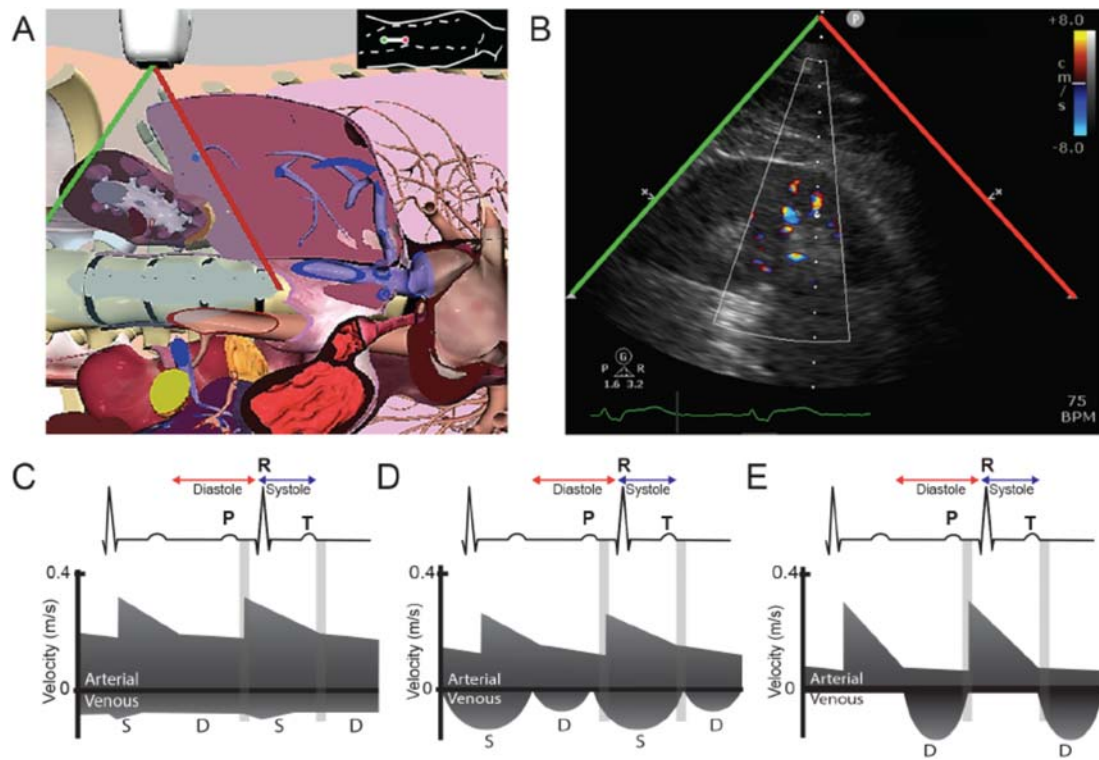 A
B
P
+8.0
c
m
/
s
-8.0
x
x
G
P R
1.6 3.2
75
BPM
C
R
Diastole
Systole
P
T
0.4
Velocity (m/s)
Arterial
0
Venous
S D S D
D
R
Diastole
Systole
P
T
0.4
Velocity (m/s)
Arterial
0
Venous
S D S D
E
R
Diastole
Systole
P
T
0.4
Velocity (m/s)
Arterial
0
Venous
D D